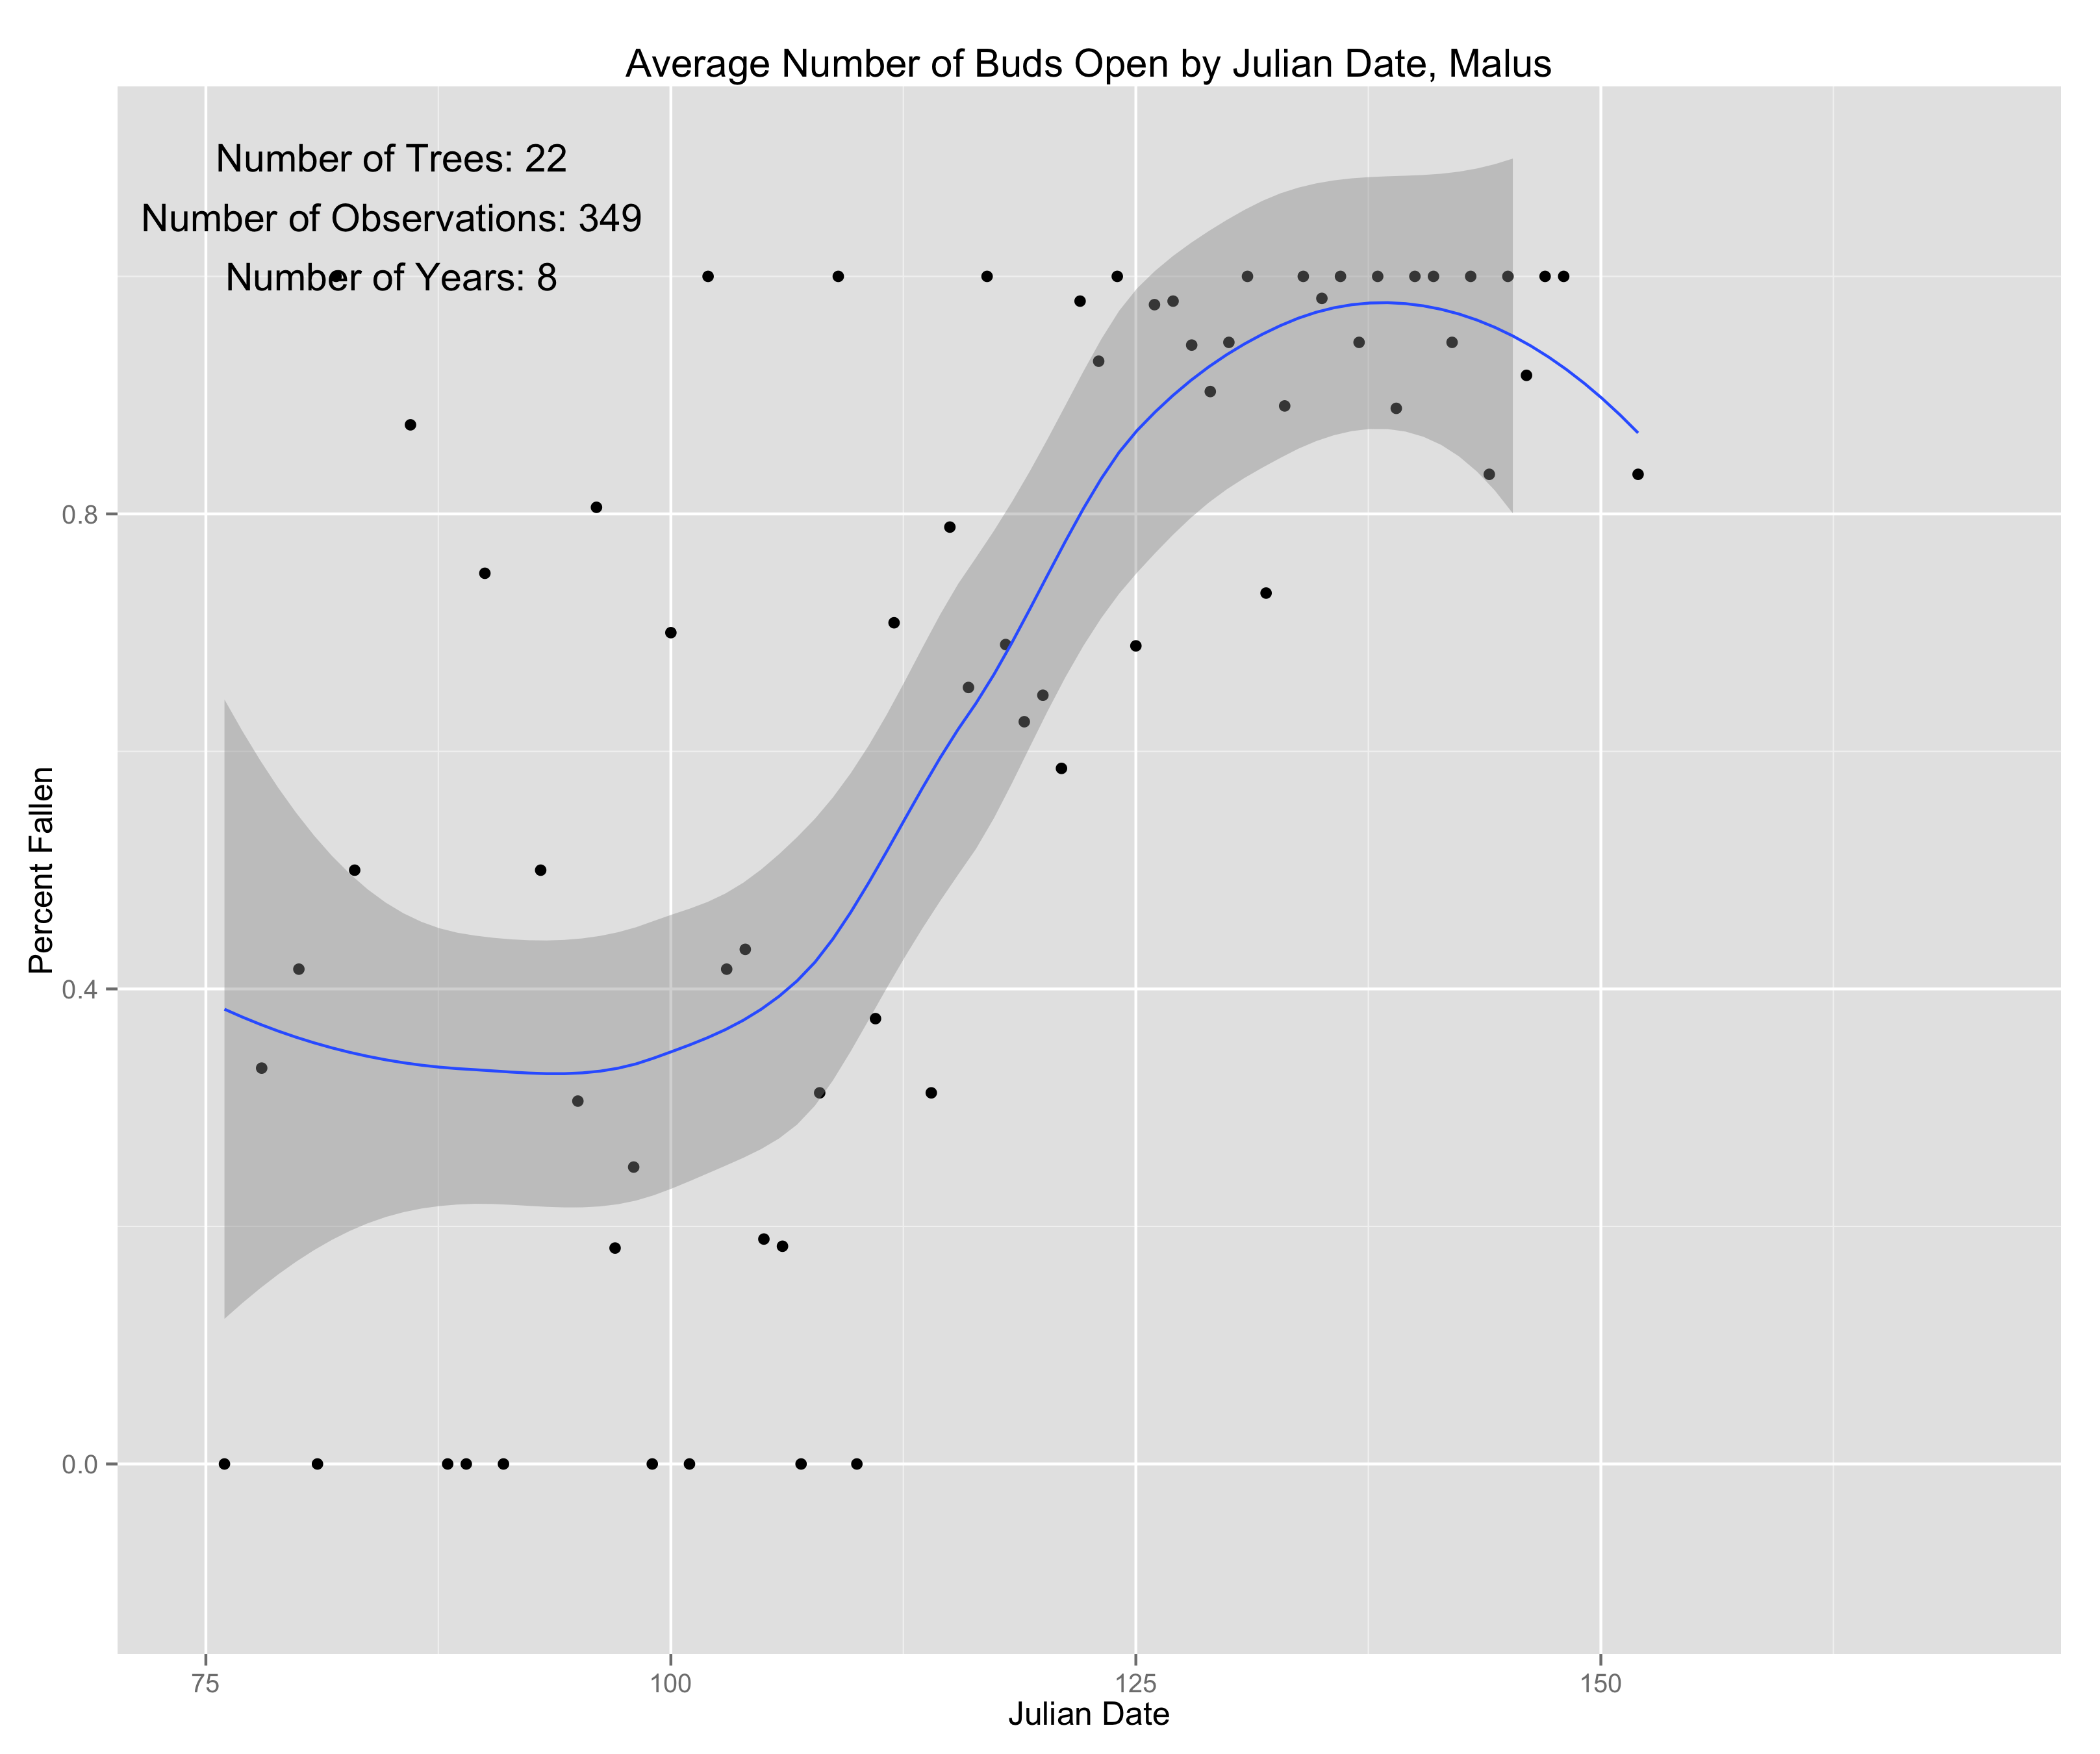 Average Number of Buds Open by Julian Date, Malus
Number of Trees: 22
Number of Observations: 349
Number of Years: 8
Percent Fallen
0.8
0.4
0.0
75
100
125
150
Julian Date